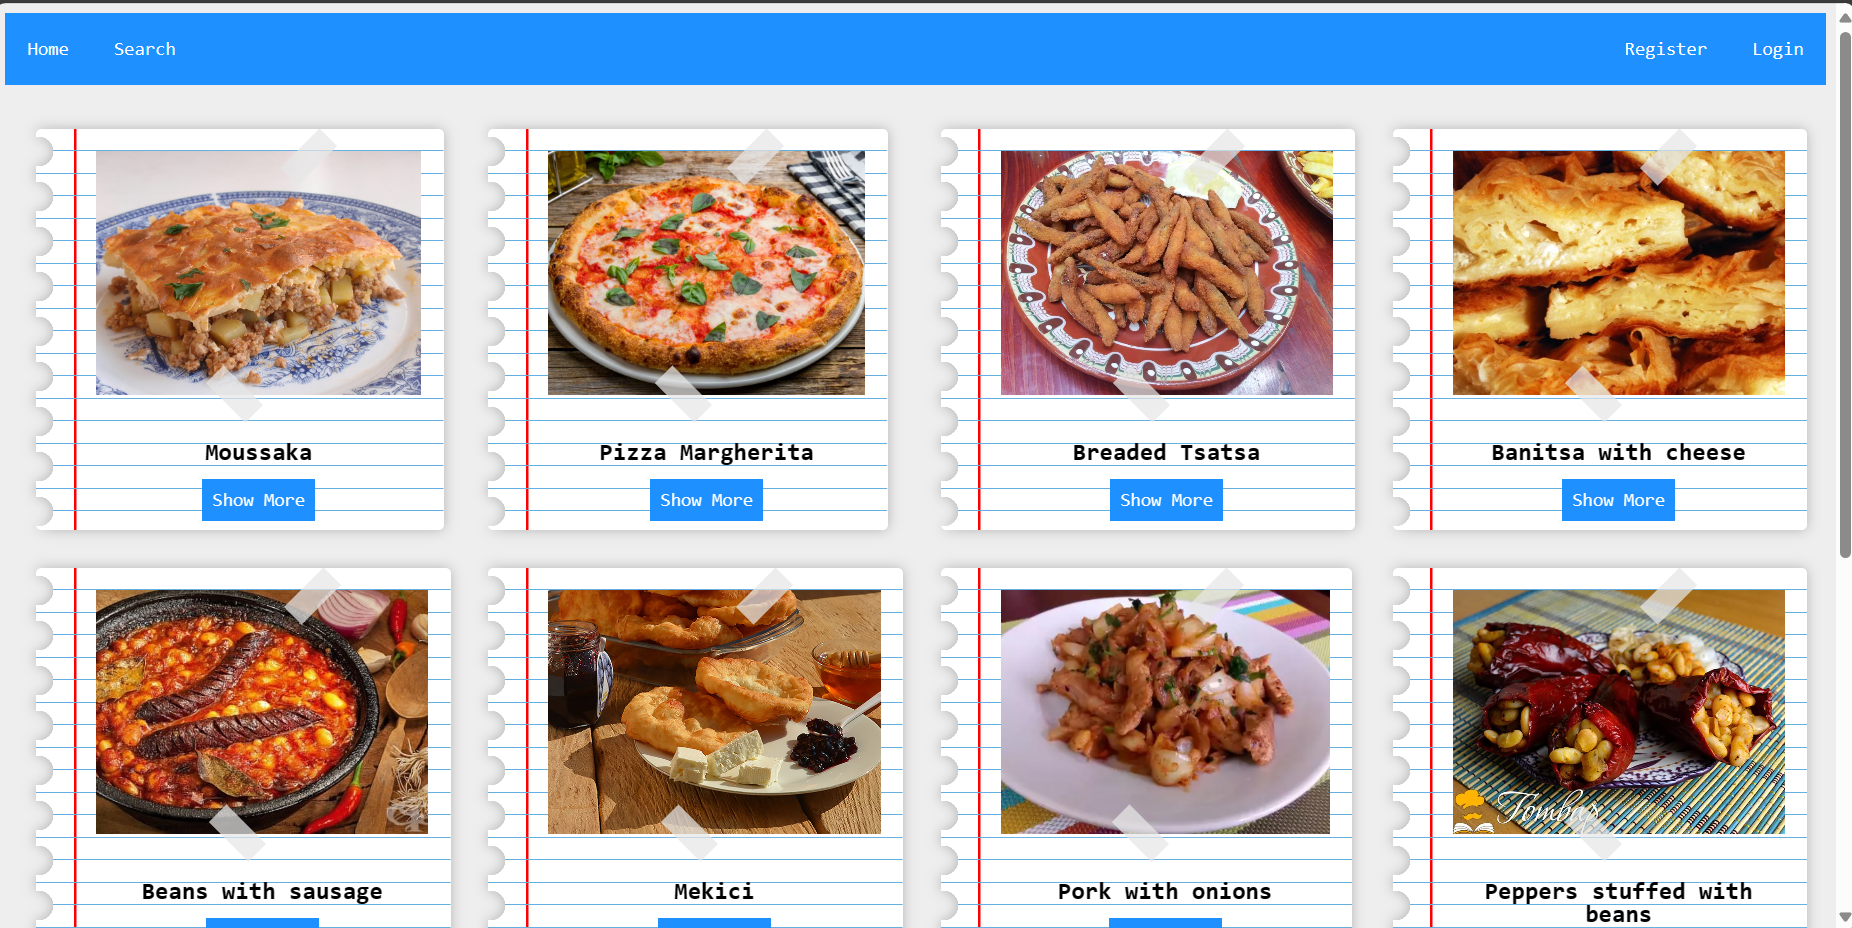 Home Search Register Login
Moussaka
Pizza Margherita
Breaded Tsatsa
Banitsa with cheese
Show More
Show More
Show More
Show More
Beans with sausage
Mekici
Pork with onions
Peppers stuffed with
beans